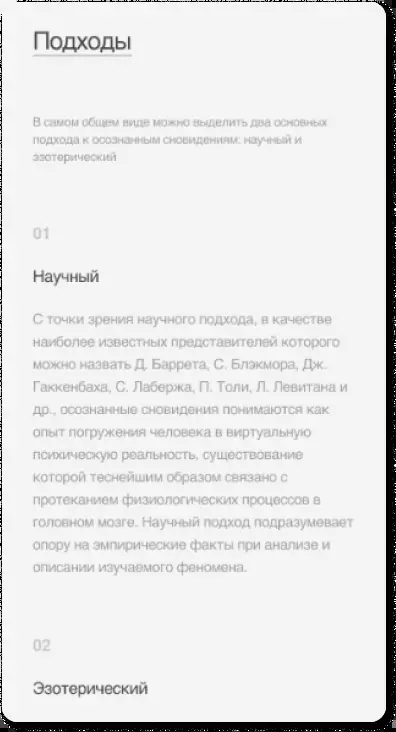 Подходы
В самом общем виде можно выделить два основных
подхода к осознанным сновидениям: научный и
эзотерический
01
Научный
С точки зрения научного подхода, в качестве
наиболее известных представителей которого
можно назвать Д. Баррета, С. Блэкмора, Дж.
Гаккенбаха, С. Лабержа, П. Толи, Л. Левитана и
др., осознанные сновидения понимаются как
опыт погружения человека в виртуальную
психическую реальность, существование
которой теснейшим образом связано с
протеканием физиологических процессов в
головном мозге. Научный подход подразумевает
опору на эмпирические факты при анализе и
описании изучаемого феномена.
02
Эзотерический